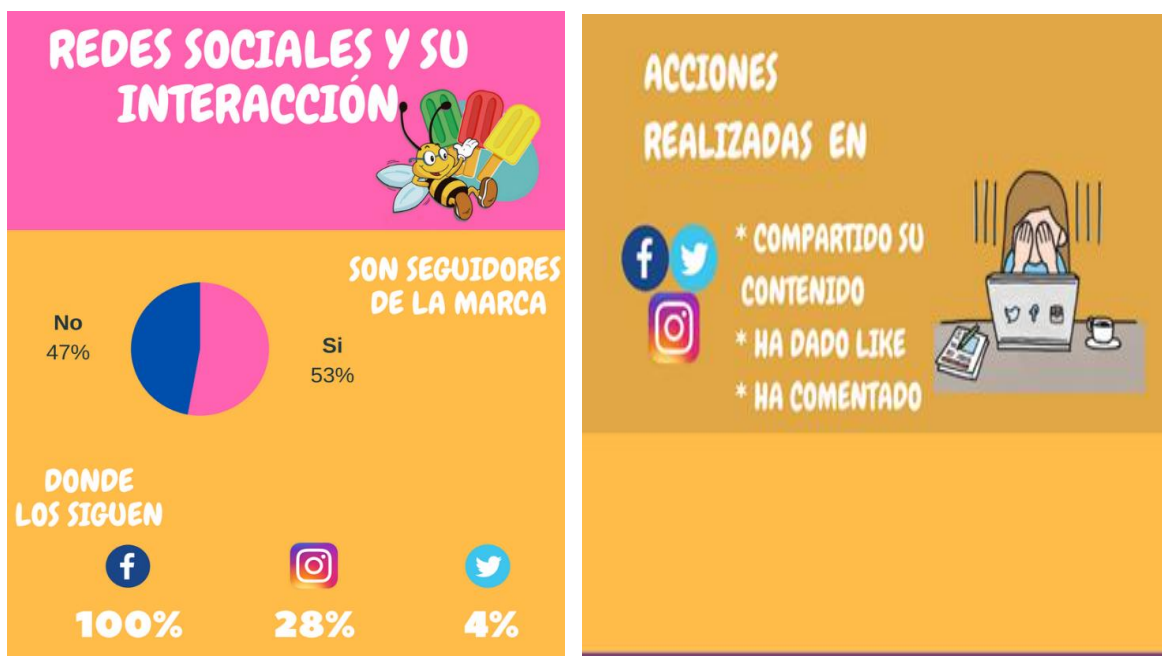 REDES SOCIALES Y SU
INTERACCIÓN
SON SEGUIDORES
DE LA MARCA
No
47%
Si
53%
DONDE
LOS SIGUEN
100%
28%
4%
ACCIONES
REALIZADAS EN
* COMPARTIDO SU
CONTENIDO
* HA DADO LIKE
* HA COMENTADO